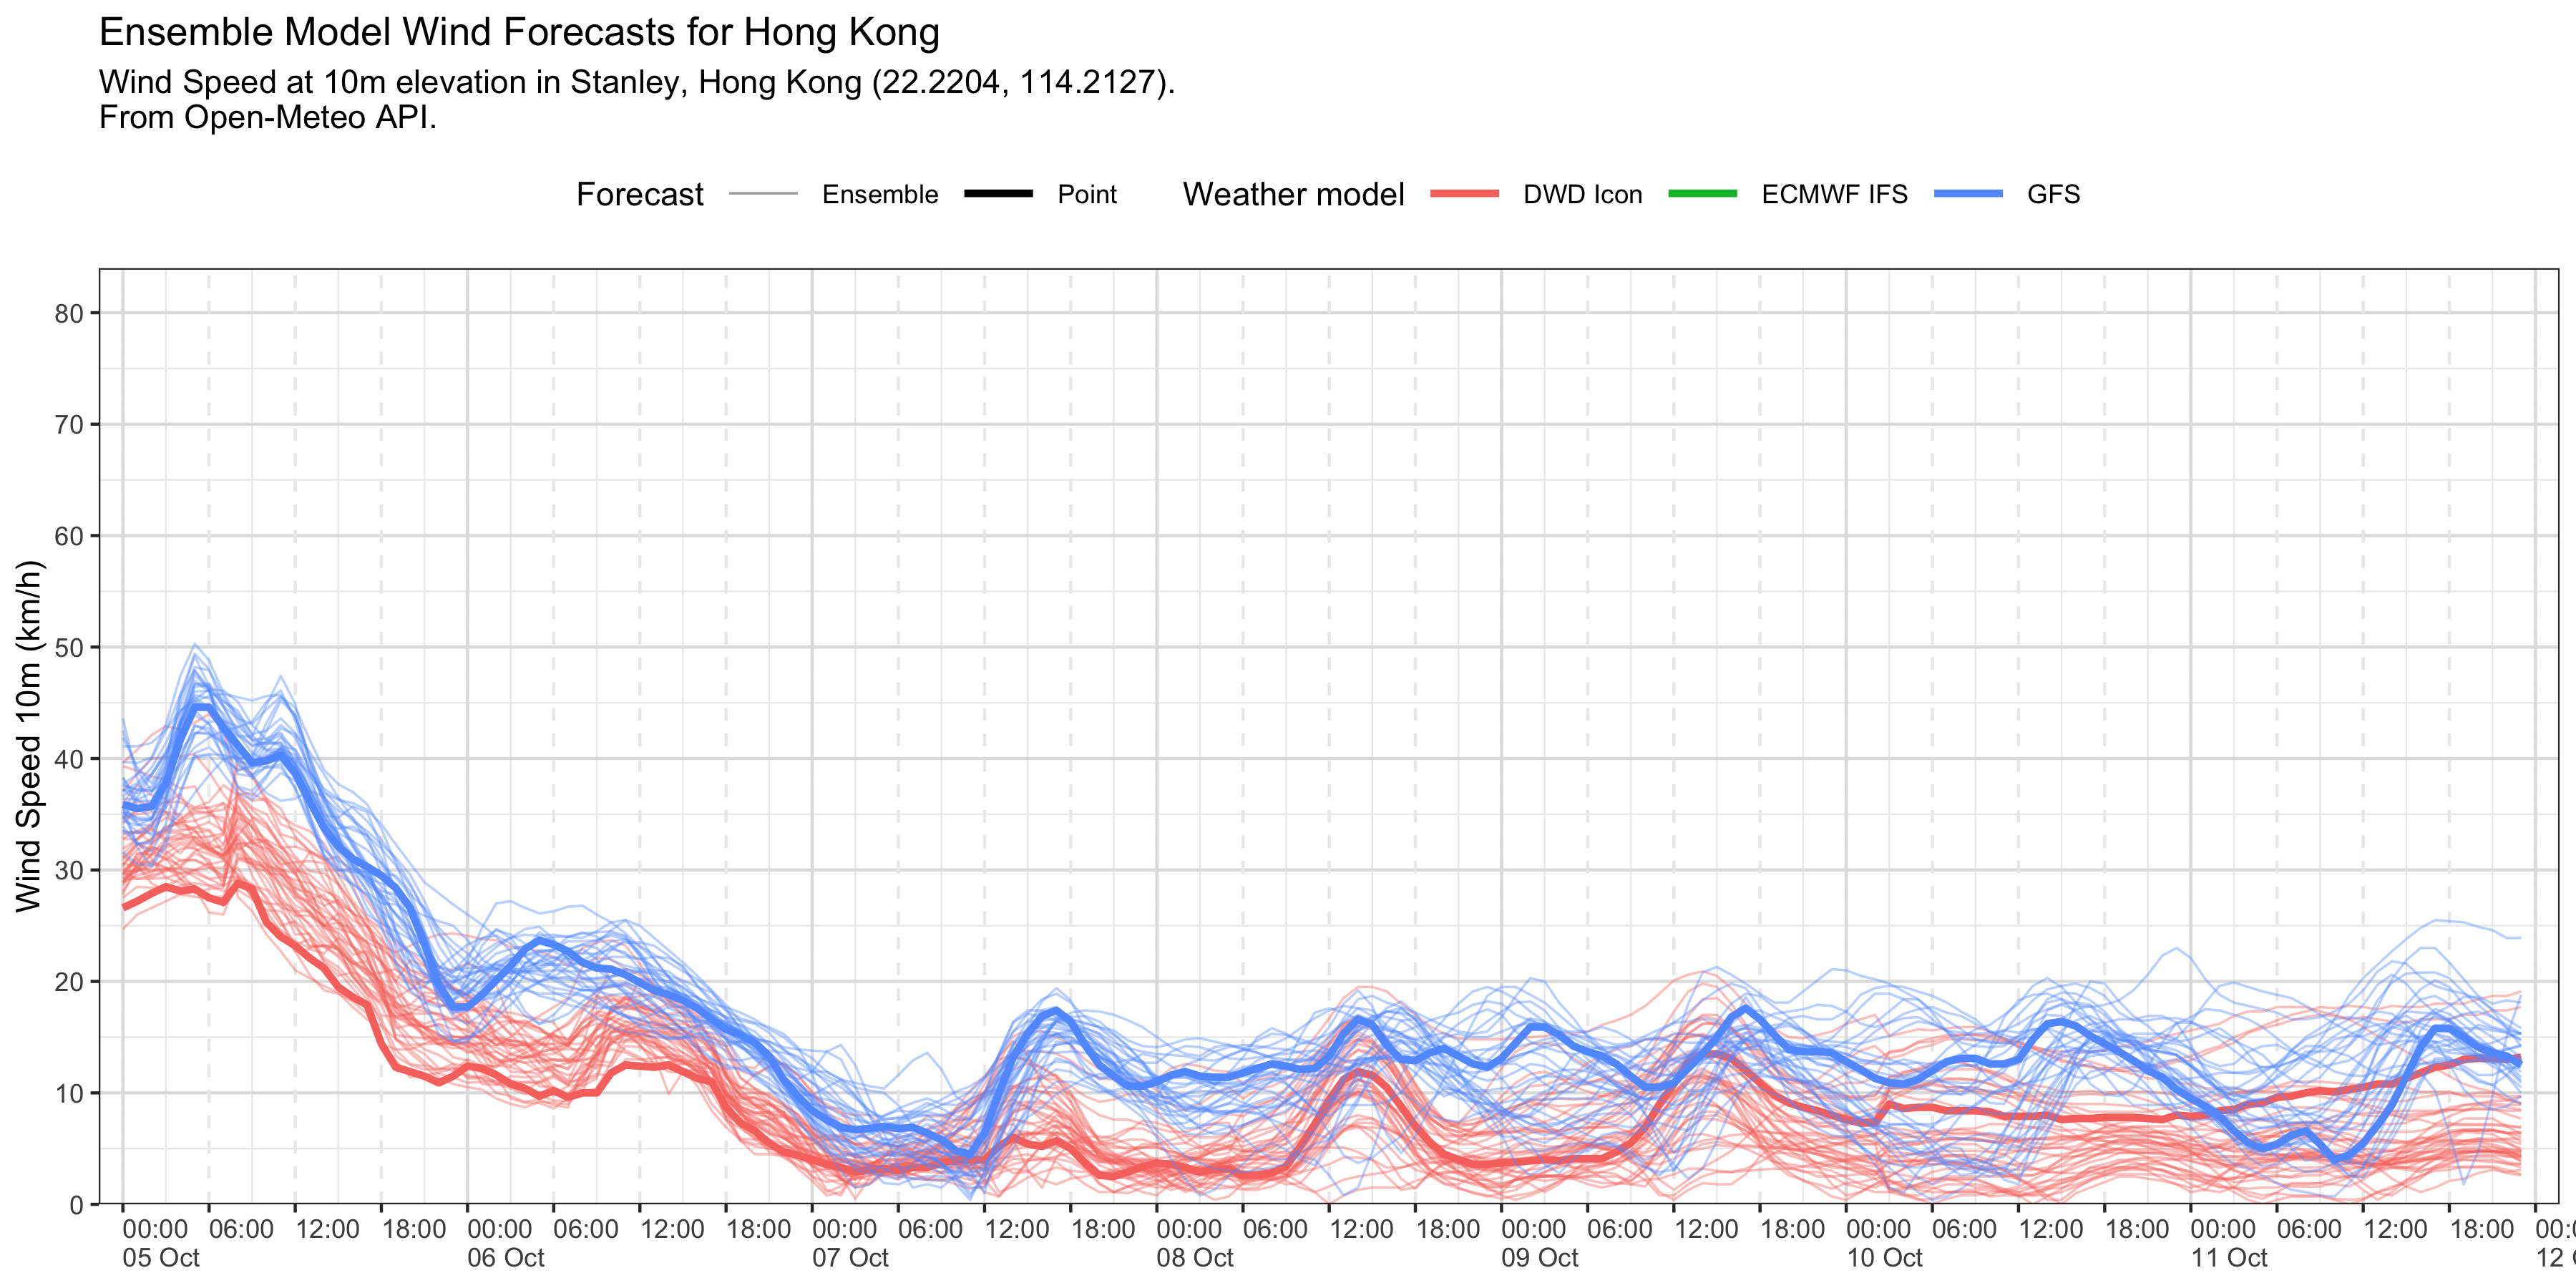 Ensemble Model Wind Forecasts for Hong Kong
Wind Speed at 10m elevation in Stanley, Hong Kong (22.2204, 114.2127).
From Open-Meteo API.
Forecast Ensemble Point Weather model DWD Icon ECMWF IFS GFS
Wind Speed 10m (km/h)
80
70
60
50
40
30
20
10
0
00:00 06:00 12:00 18:00 00:00 06:00 12:00 18:00 00:00 06:00 12:00 18:00 00:00 06:00 12:00 18:00 00:00 06:00 12:00 18:00 00:00 06:00 12:00 18:00 00:00 06:00 12:00 18:00 00:0
05 Oct 06 Oct 07 Oct 08 Oct 09 Oct 10 Oct 11 Oct 12